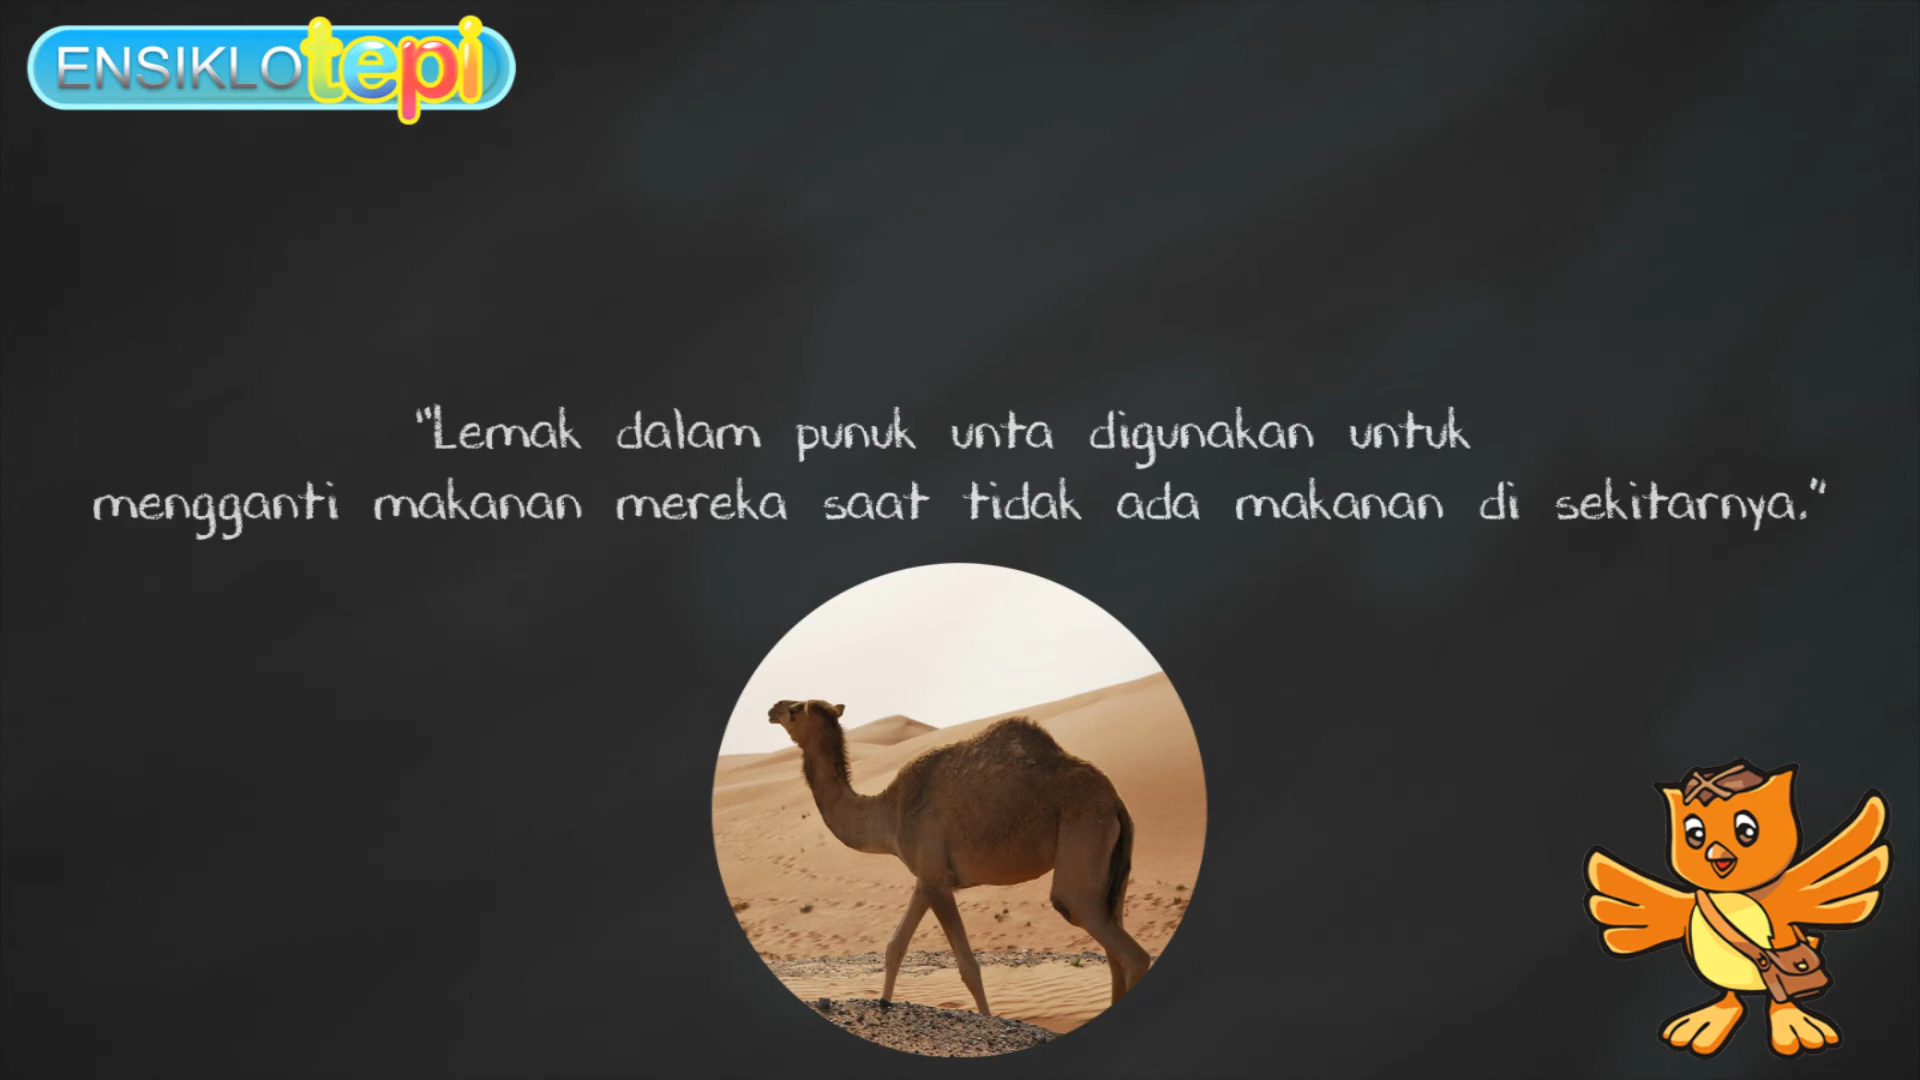 ENSIKLOtepi
"Lemak dalam punuk unta digunakan untuk
mengganti makanan mereka saat tidak ada makanan di sekitarnya."